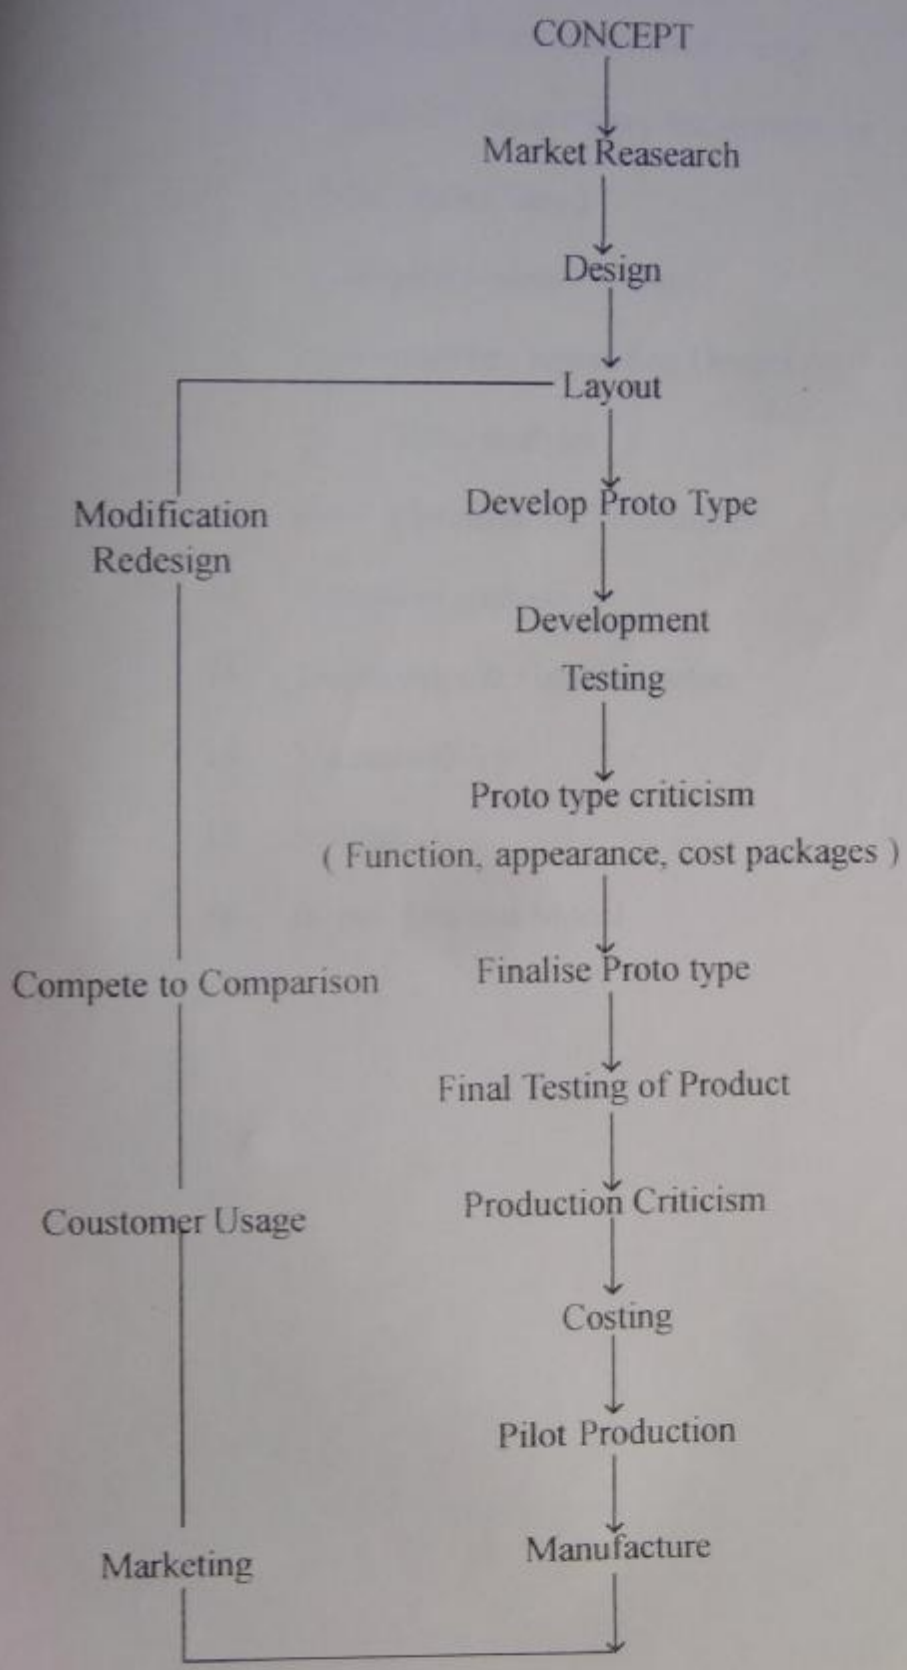 CONCEPT
Market Reasearch
Design
Layout
Modification
Redesign
Develop Proto Type
Development
Testing
Proto type criticism
( Function, appearance, cost packages )
Compete to Comparison
Finalise Proto type
Final Testing of Product
Coustomer Usage
Production Criticism
Costing
Pilot Production
Marketing
Manufacture